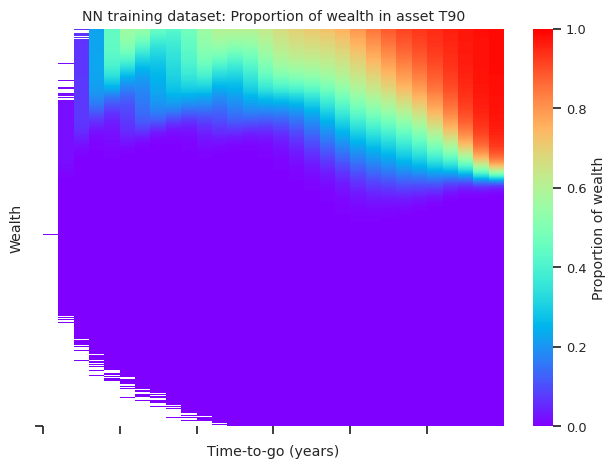 NN training dataset: Proportion of wealth in asset T90
Wealth
Time-to-go (years)
1.0
0.8
0.6
0.4
0.2
0.0
Proportion of wealth